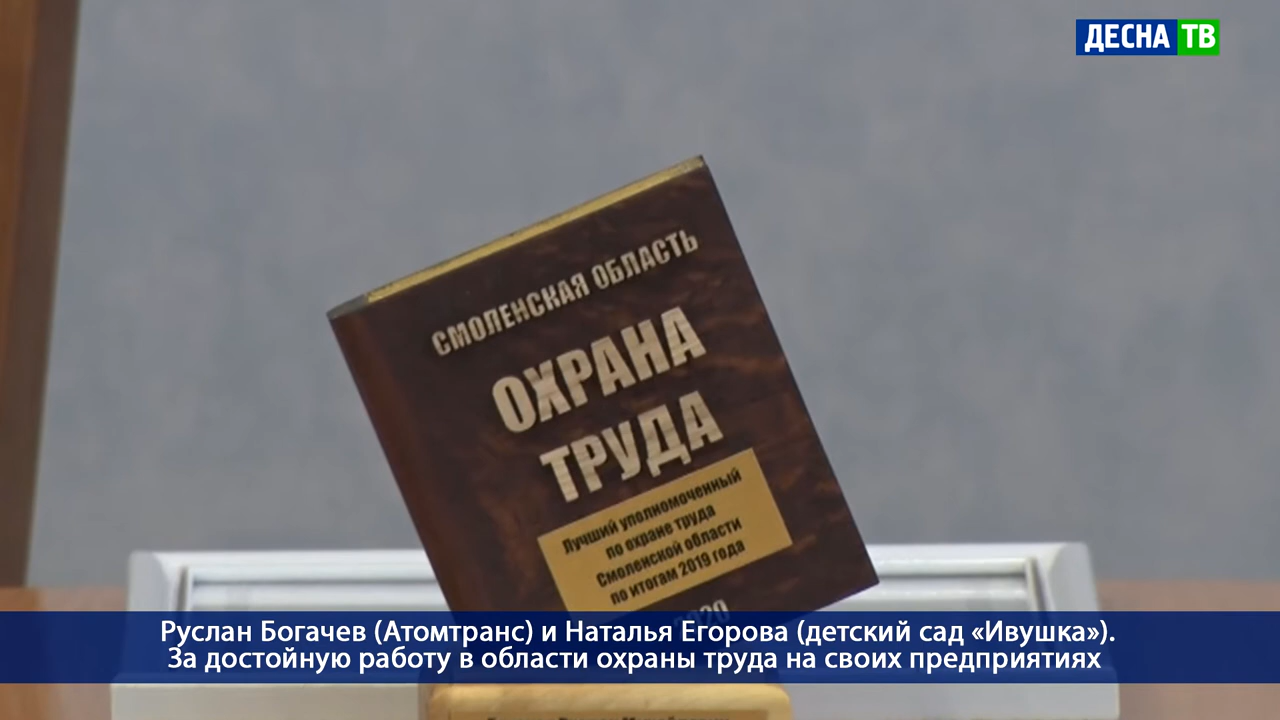 ДЕСНА ТВ
СМОЛЕНСКАЯ ОБЛАСТЬ
ОХРАНА
ТРУДА
Лучший уполномоченный
по охране труда
Смоленской области
по итогам 2019 года
Руслан Богачев (Атомтранс) и Наталья Егорова (детский сад «Ивушка»).
За достойную работу в области охраны труда на своих предприятиях